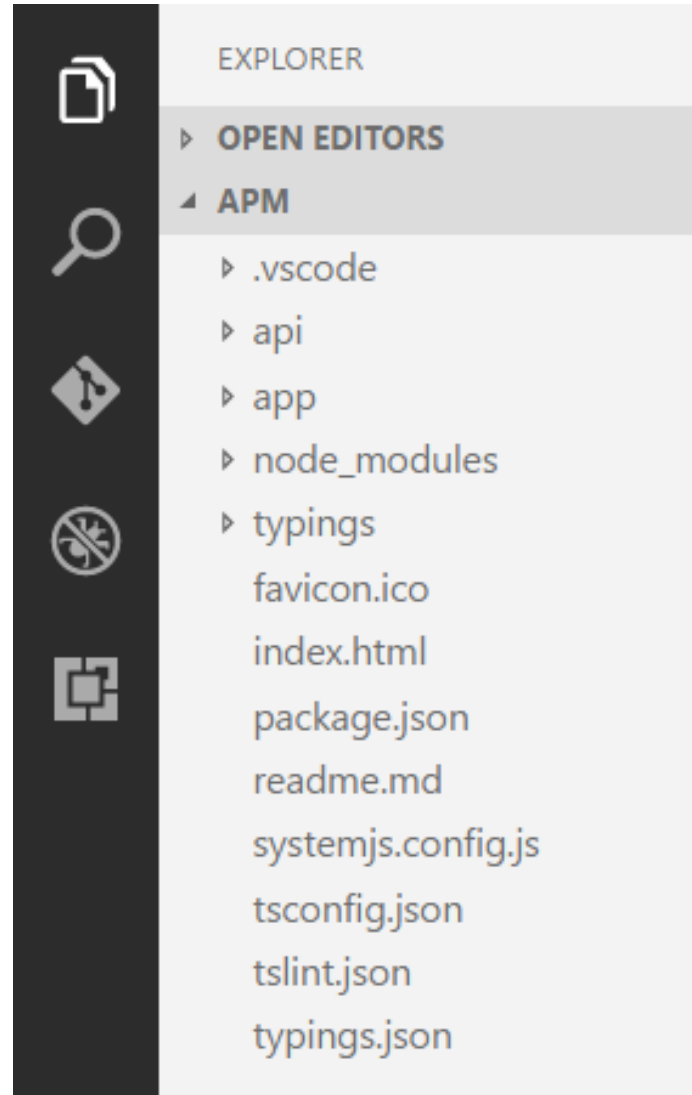 EXPLORER
OPEN EDITORS
APM
.vscode
api
app
node_modules
typings
favicon.ico
index.html
package.json
readme.md
systemjs.config.js
tsconfig.json
tslint.json
typings.json